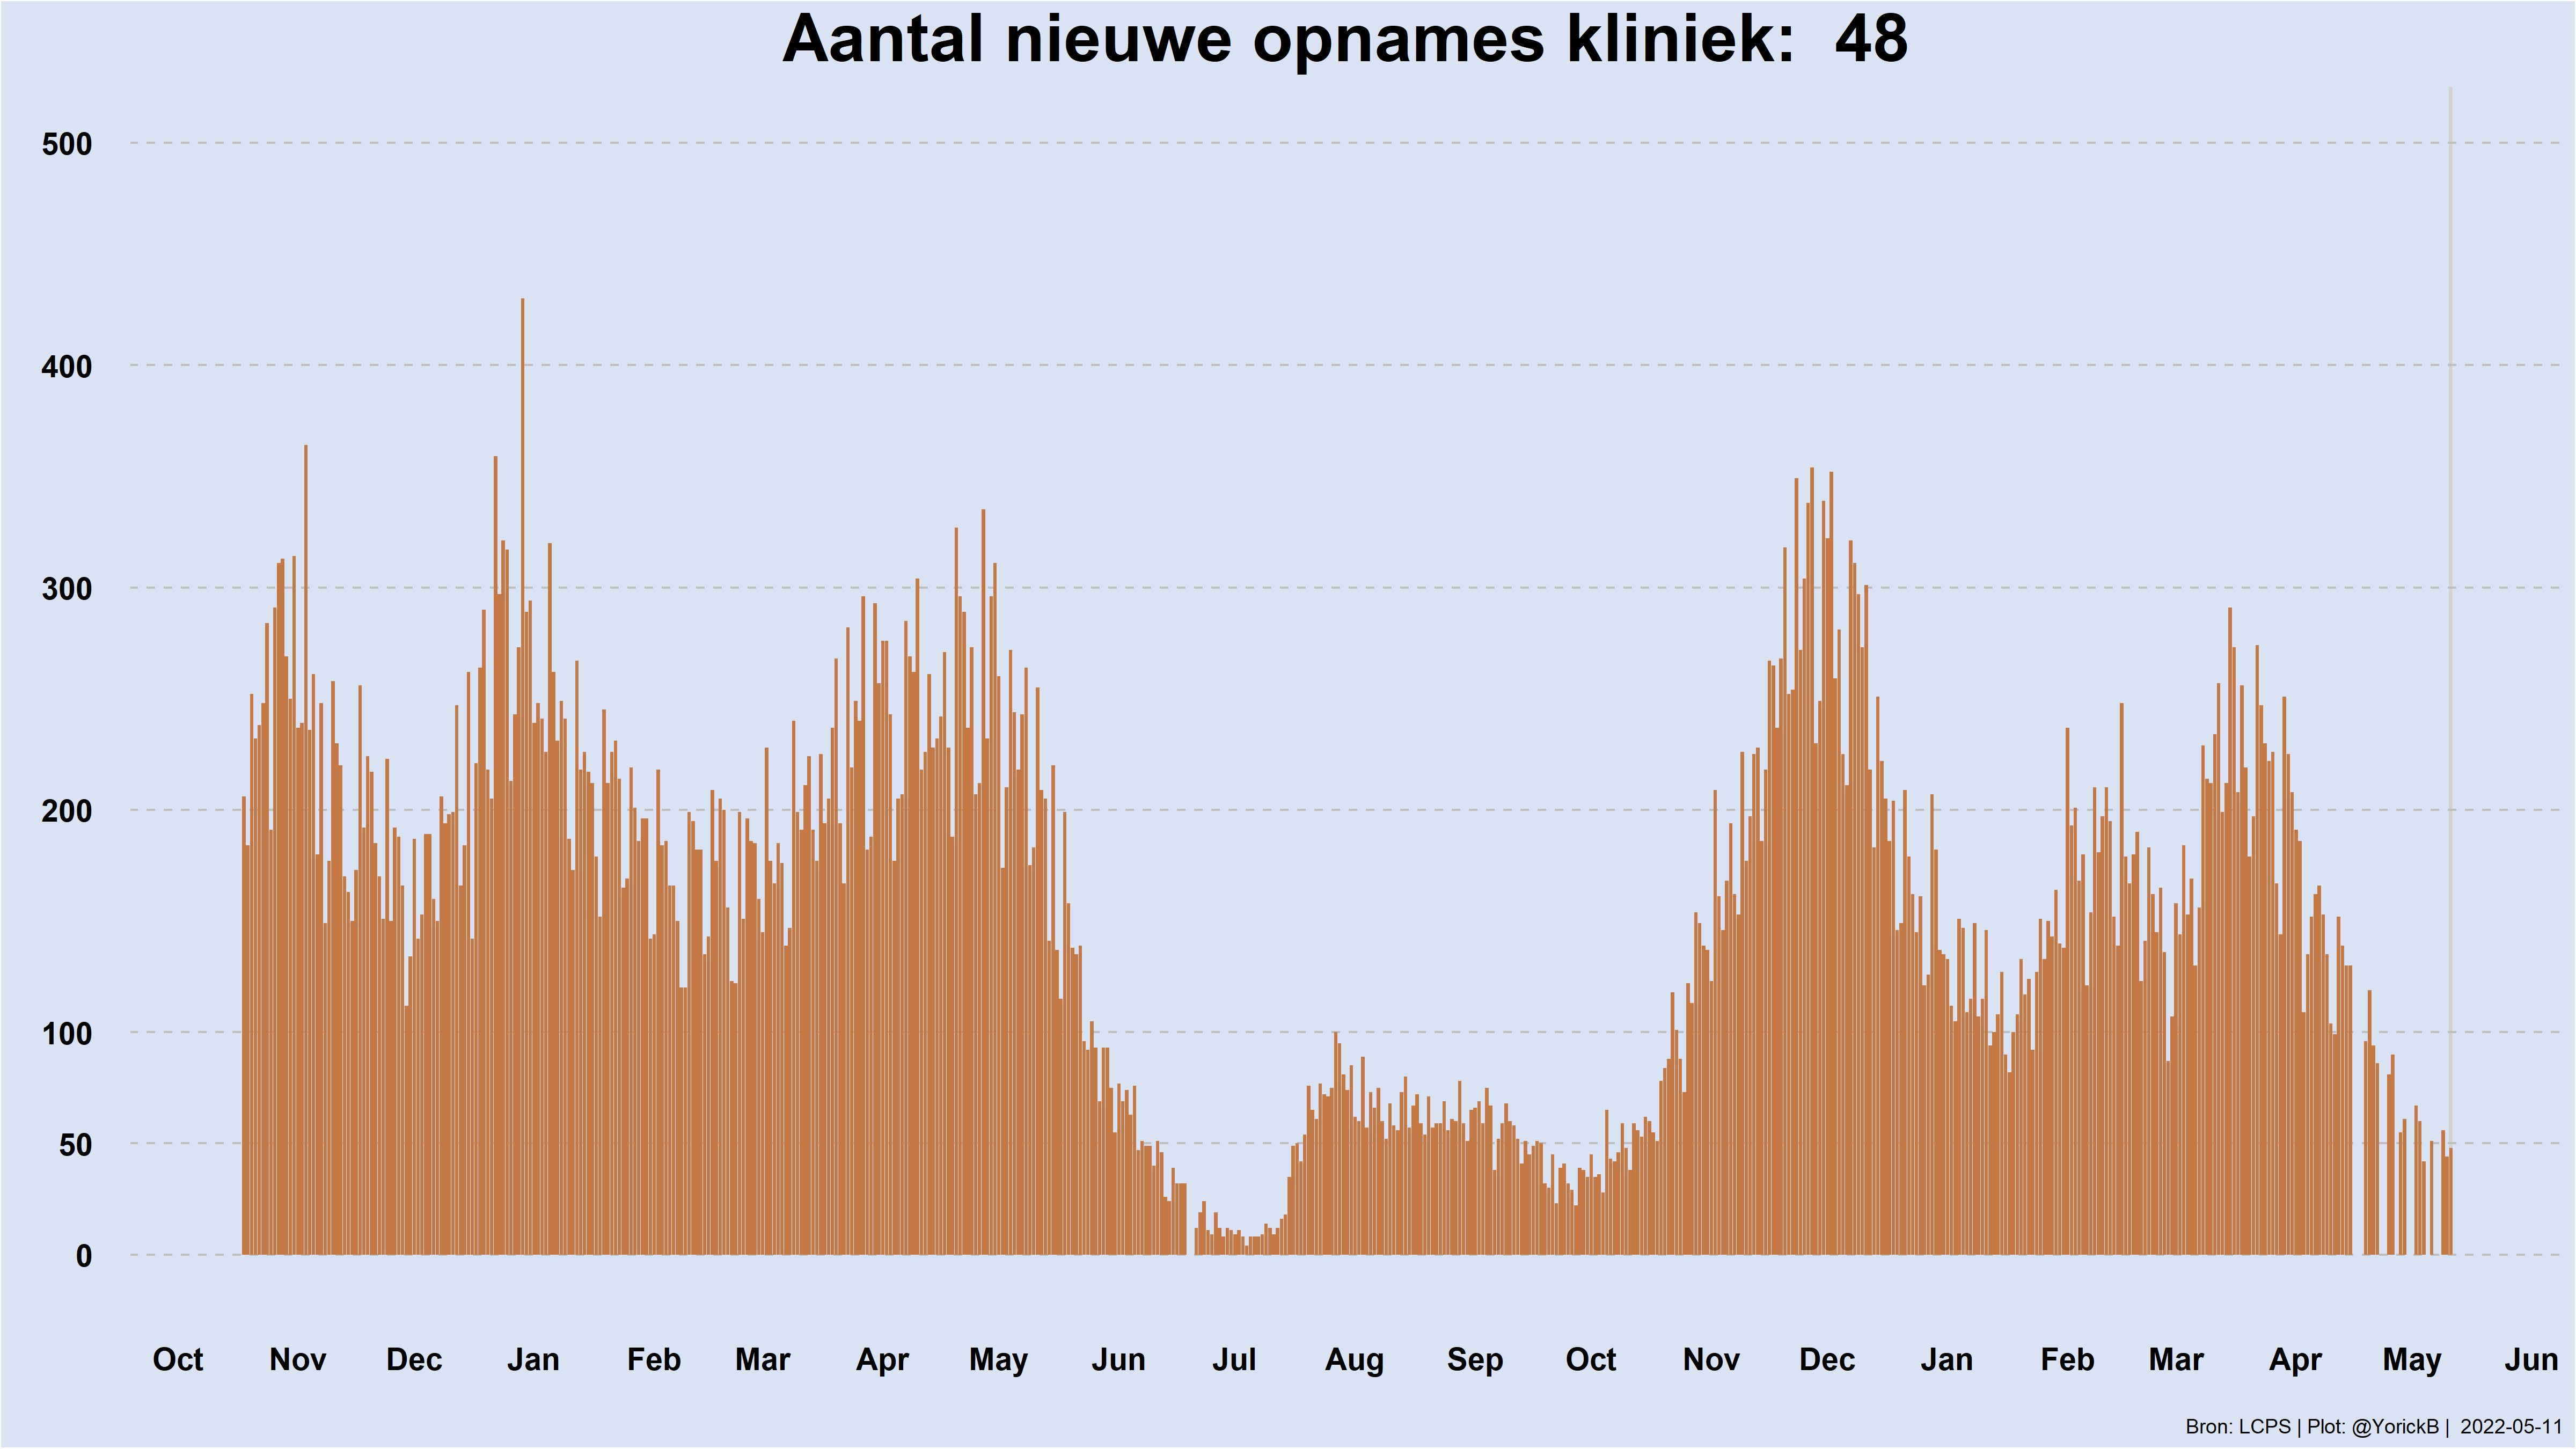 Aantal nieuwe opnames kliniek: 48
500
400
300
200
100
50
0
Oct Nov Dec Jan Feb Mar Apr May Jun Jul Aug Sep Oct Nov Dec Jan Feb Mar Apr May Jun
Bron: LCPS | Plot: @YorickB | 2022-05-11